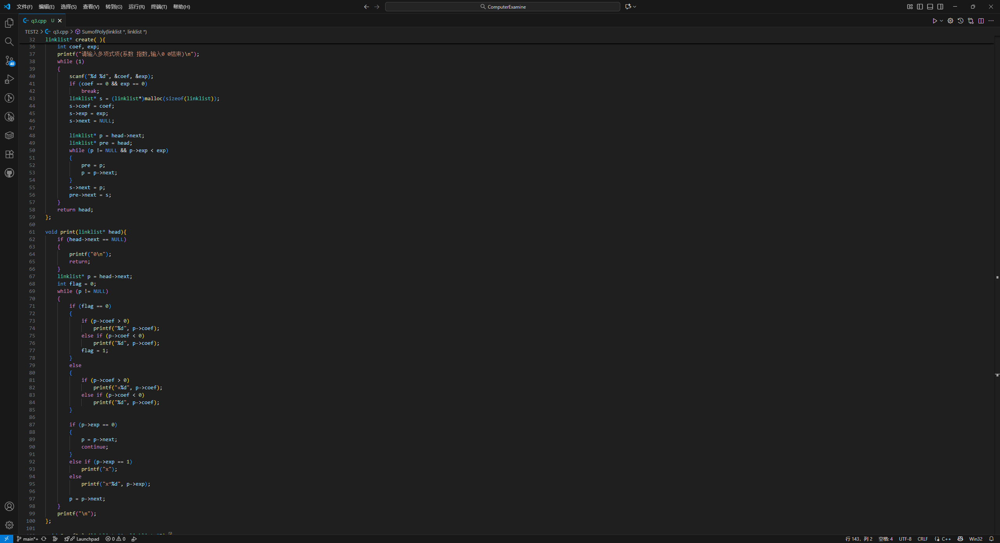 文件(F) 编辑(E) 选择(S) 查看(V) 转到(G) 运行(R) 终端(T) 帮助(H)
ComputerExamine
q3.cpp U
TEST2 > q3.cpp > SumofPoly(linklist *, linklist *)
32 linklist* create( ){
36     int coef, exp;
37     printf("请输入多项式项(系数 指数,输入0 0结束)\n");
38     while (1)
39     {
40         scanf("%d %d", &coef, &exp);
41         if (coef == 0 && exp == 0)
42             break;
43         linklist* s = (linklist*)malloc(sizeof(linklist));
44         s->coef = coef;
45         s->exp = exp;
46         s->next = NULL;
47
48         linklist* p = head->next;
49         linklist* pre = head;
50         while (p != NULL && p->exp < exp)
51         {
52             pre = p;
53             p = p->next;
54         }
55         s->next = p;
56         pre->next = s;
57     }
58     return head;
59 };
60
61 void print(linklist* head){
62     if (head->next == NULL)
63     {
64         printf("0\n");
65         return;
66     }
67     linklist* p = head->next;
68     int flag = 0;
69     while (p != NULL)
70     {
71         if (flag == 0)
72         {
73             if (p->coef > 0)
74                 printf("%d", p->coef);
75             else if (p->coef < 0)
76                 printf("%d", p->coef);
77             flag = 1;
78         }
79         else
80         {
81             if (p->coef > 0)
82                 printf("+%d", p->coef);
83             else if (p->coef < 0)
84                 printf("%d", p->coef);
85         }
86
87         if (p->exp == 0)
88         {
89             p = p->next;
90             continue;
91         }
92         else if (p->exp == 1)
93             printf("x");
94         else
95             printf("x^%d", p->exp);
96
97         p = p->next;
98     }
99     printf("\n");
100 };
101
40
main*+ Launchpad 0 0 行 143，列 2 空格: 4 UTF-8 CRLF {} C++ Win32